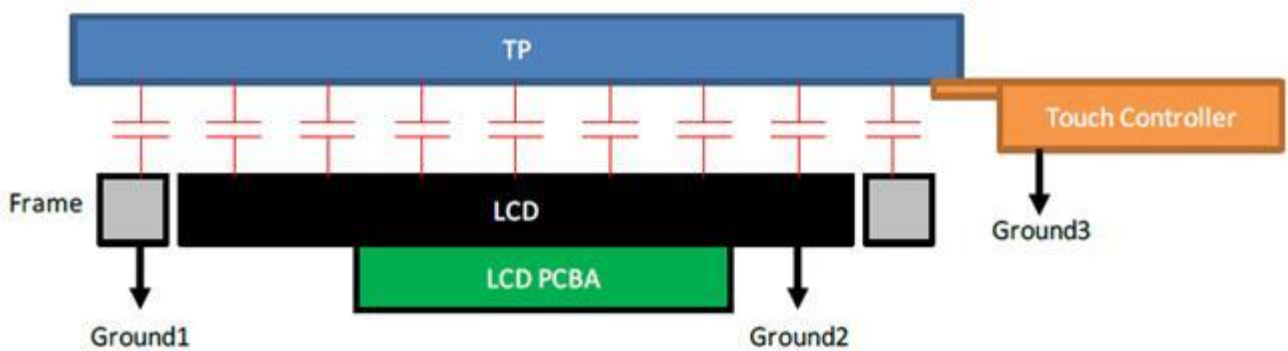 TP
Touch Controller
Frame
LCD
Ground3
LCD PCBA
Ground1
Ground2